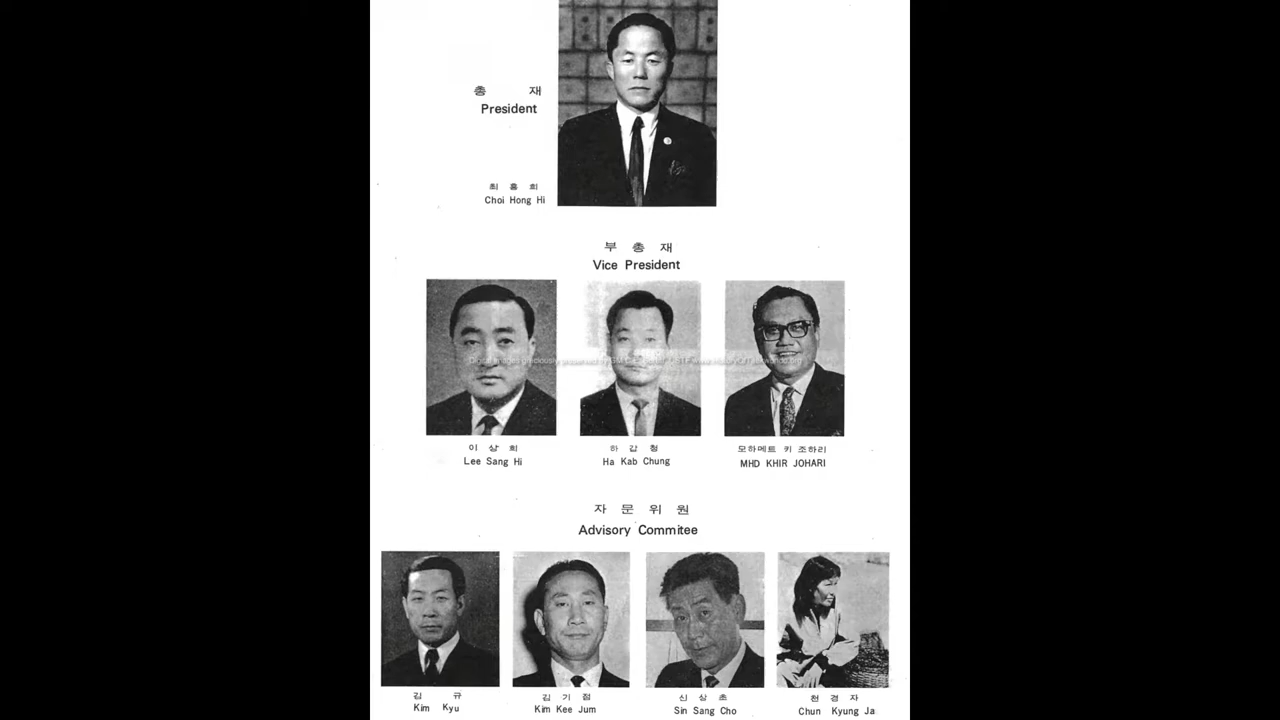 총 재
President
최 홍 희
Choi Hong Hi
부 총 재
Vice President
이 상 희
Lee Sang Hi
하 갑 청
Ha Kab Chung
모하메트 키 조하리
MHD KHIR JOHARI
자 문 위 원
Advisory Commitee
김 규
Kim Kyu
김 기 점
Kim Kee Jum
신 상 초
Sin Sang Cho
천 경 자
Chun Kyung Ja